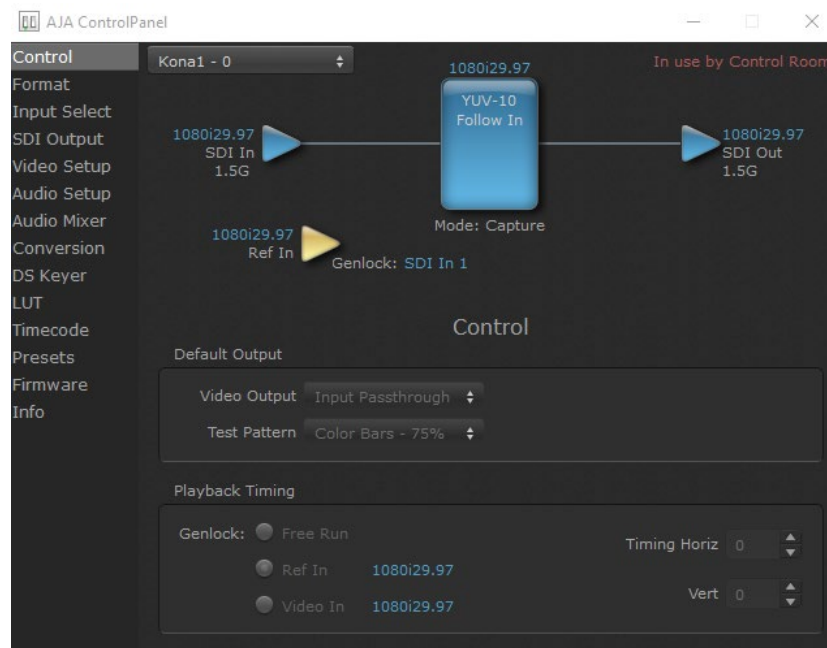 AJA ControlPanel
Control
Format
Input Select
SDI Output
Video Setup
Audio Setup
Audio Mixer
Conversion
DS Keyer
LUT
Timecode
Presets
Firmware
Info
Kona1 - 0
In use by Control Room
1080i29.97
YUV-10
Follow In
Mode: Capture
1080i29.97
SDI In
1.5G
1080i29.97
SDI Out
1.5G
1080i29.97
Ref In
Genlock: SDI In 1
Control
Default Output
Video Output Input Passthrough
Test Pattern Color Bars - 75%
Playback Timing
Genlock: Free Run
Ref In 1080i29.97
Video In 1080i29.97
Timing Horiz 0
Vert 0